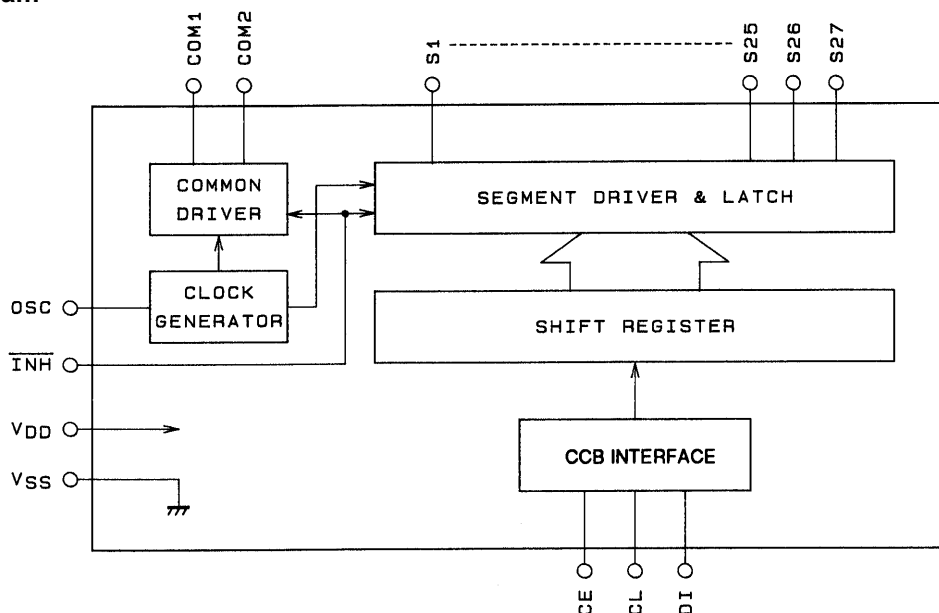 COM1
COM2
S1
S25
S26
S27
COMMON
DRIVER
SEGMENT DRIVER & LATCH
CLOCK
GENERATOR
OSC
SHIFT REGISTER
INH
VDD
CCB INTERFACE
VSS
CE
CL
DI